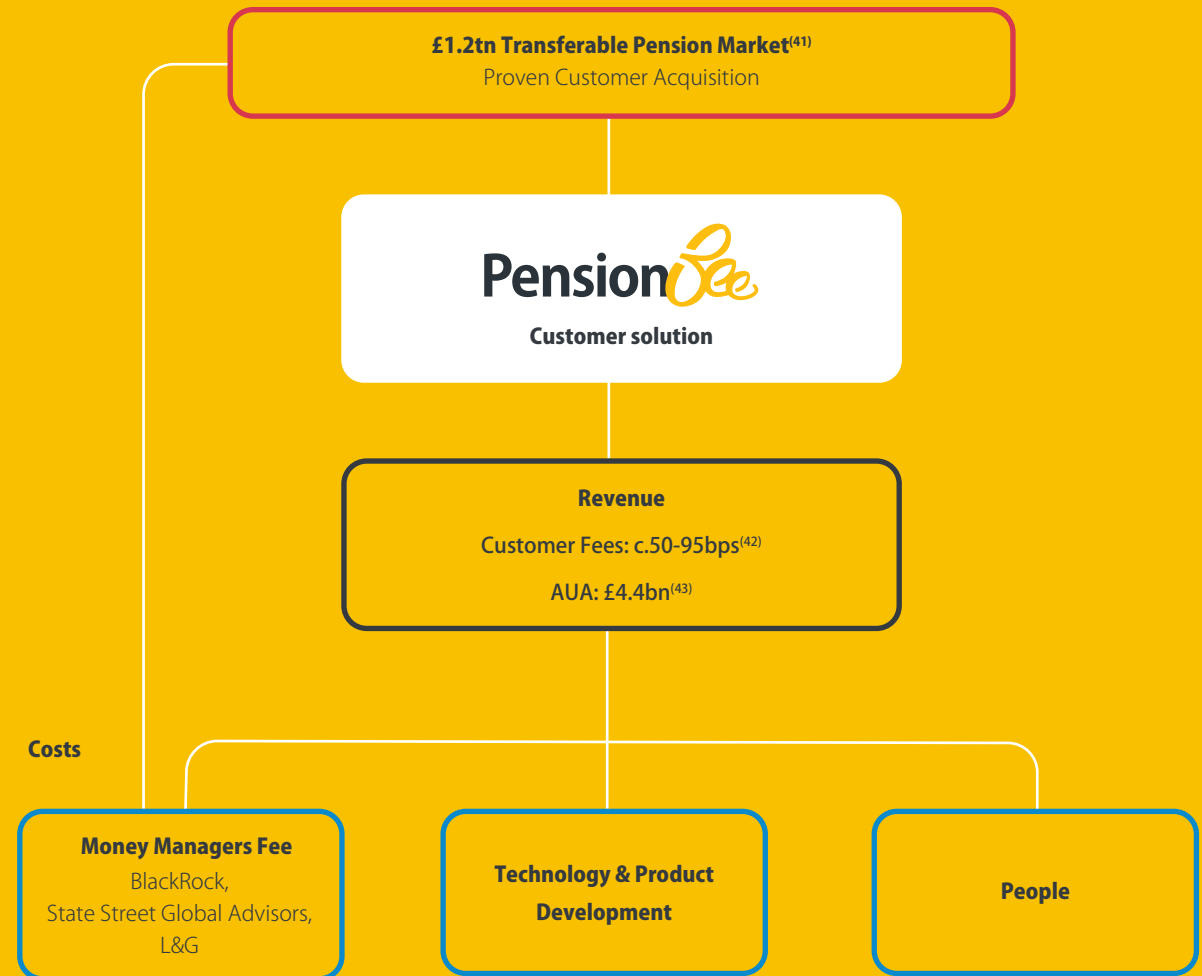 £1.2tn Transferable Pension Market(41)
Proven Customer Acquisition
PensionBee
Customer solution
Revenue
Customer Fees: c.50-95bps(42)
AUA: £4.4bn(43)
Costs
Money Managers Fee
BlackRock,
State Street Global Advisors,
L&G
Technology & Product
Development
People